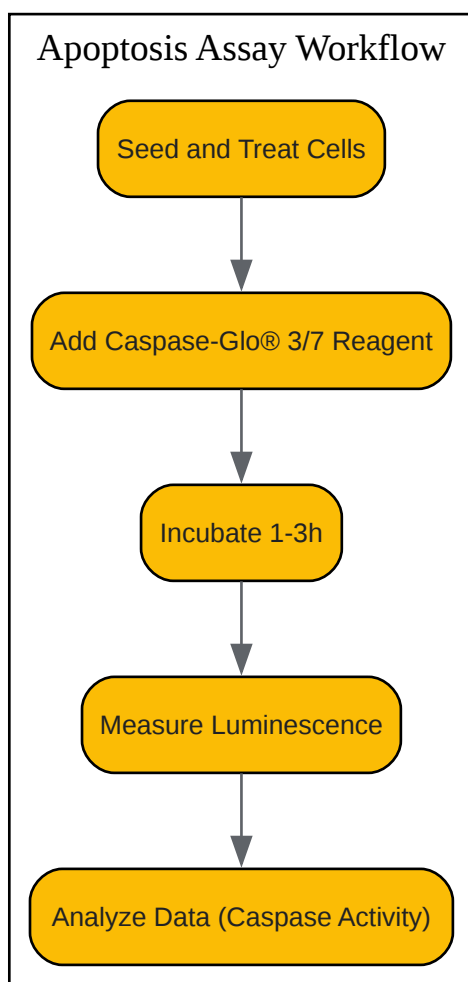 Apoptosis Assay Workflow
Seed and Treat Cells
Add Caspase-Glo® 3/7 Reagent
Incubate 1-3h
Measure Luminescence
Analyze Data (Caspase Activity)